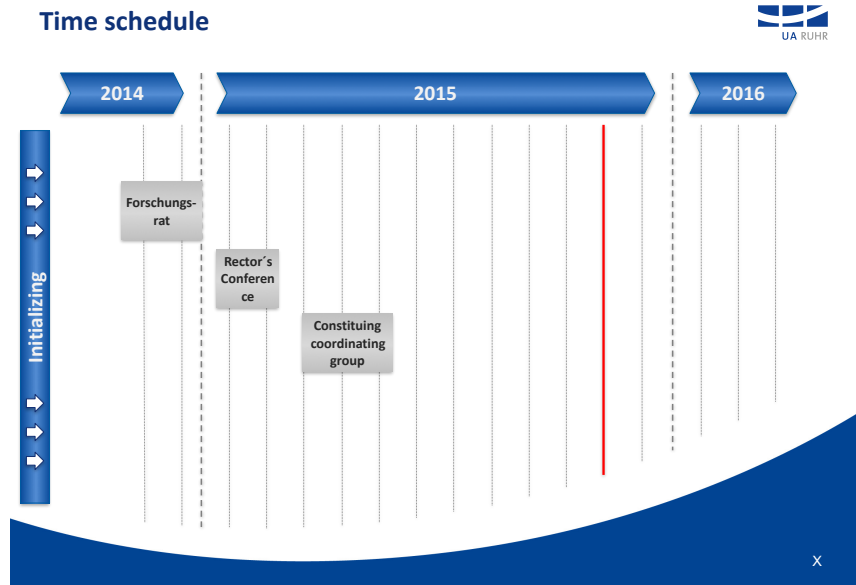 Time schedule
UA RUHR
2014
2015
2016
Initializing
Forschungs-
rat
Rector´s
Conferen
ce
Constituing
coordinating
group
X